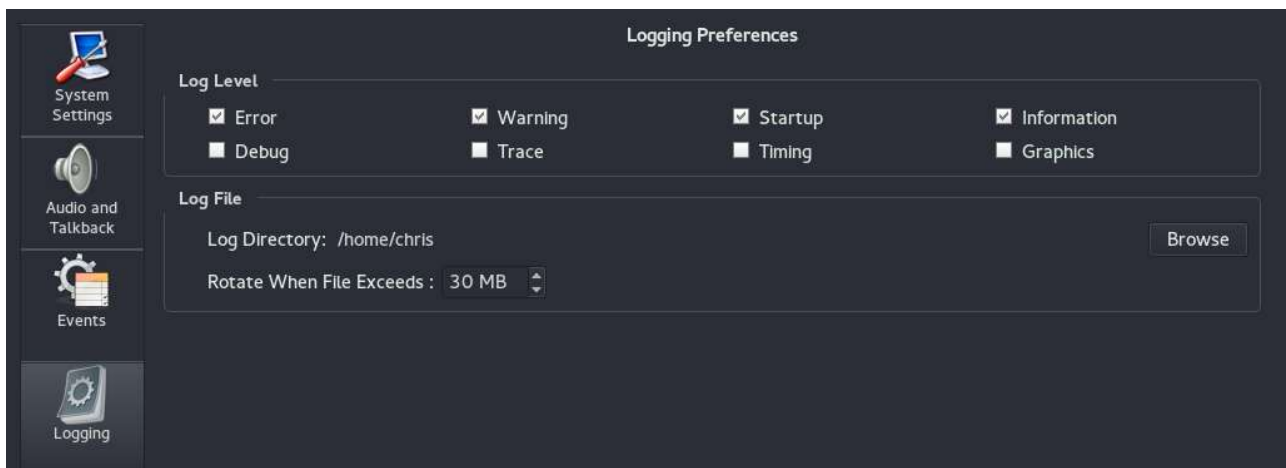 Logging Preferences
System
Settings
Audio and
Talkback
Events
Logging
Log Level
Error
Warning
Startup
Information
Debug
Trace
Timing
Graphics
Log File
Log Directory: /home/chris
Browse
Rotate When File Exceeds : 30 MB